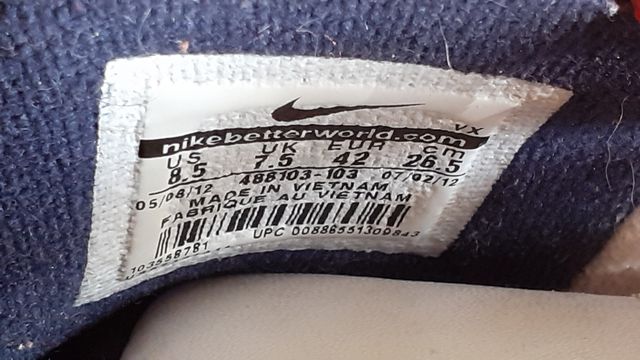 VX
nikebetterworld.com
US UK EUR cm
8.5 7.5 42 26.5
05/08/12 488103-103 07/02/12
MADE IN VIETNAM
FABRIQUE AU VIETNAM
UPC 00886551309843